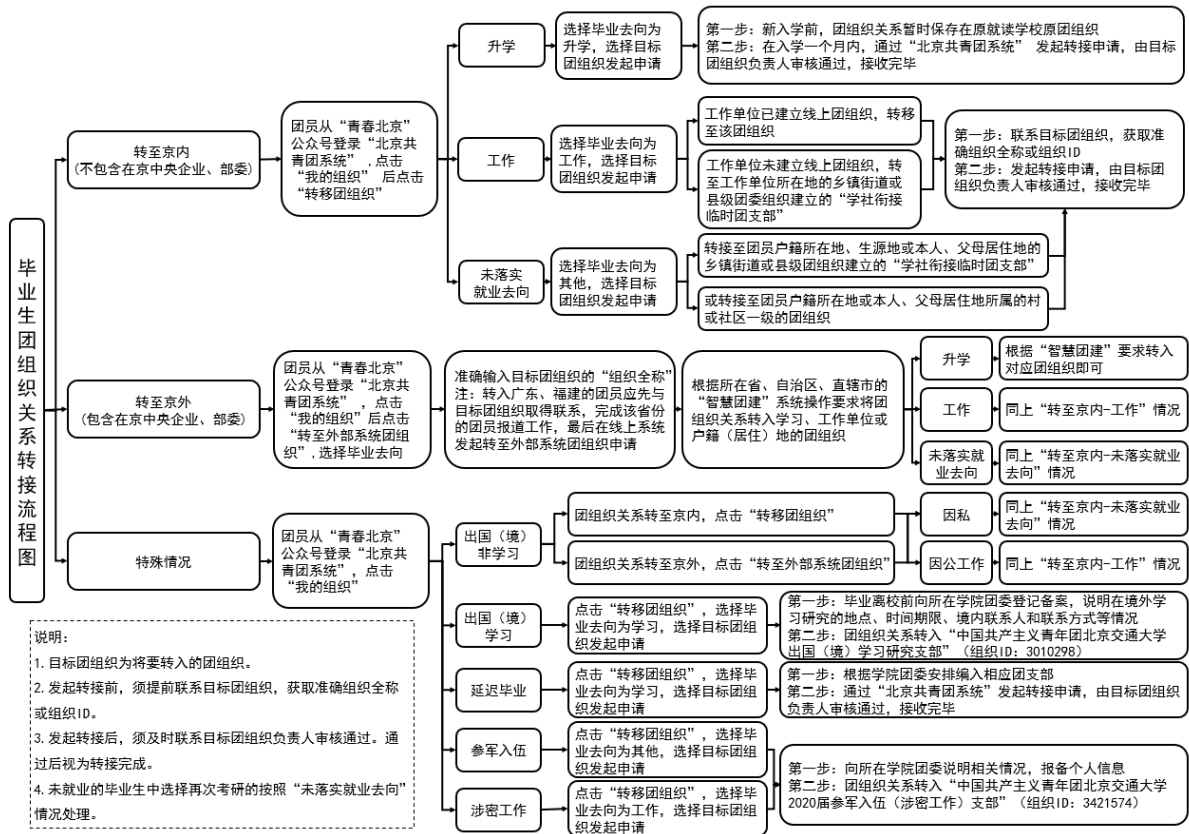 毕业生团组织关系转接流程图
转至京内
(不包含在京中央企业、部委)
团员从“青春北京”
公众号登录“北京共
青团系统”,点击
“我的组织”后点击
“转移团组织”
升学
选择毕业去向为
升学，选择目标
团组织发起申请
第一步：新入学前，团组织关系暂时保存在原就读学校原团组织
第二步：在入学一个月内，通过“北京共青团系统” 发起转接申请，由目标
团组织负责人审核通过，接收完毕
工作
选择毕业去向为
工作，选择目标
团组织发起申请
工作单位已建立线上团组织，转移
至该团组织
工作单位未建立线上团组织，转
至工作单位所在地的乡镇街道或
县级团委组织建立的“学社衔接
临时团支部”
第一步：联系目标团组织，获取准
确组织全称或组织ID
第二步：发起转接申请，由目标团
组织负责人审核通过，接收完毕
未落实
就业去向
选择毕业去向为
其他，选择目标
团组织发起申请
转接至团员户籍所在地、生源地或本人、父母居住地的
乡镇街道或县级团组织建立的“学社衔接临时团支部”
或转接至团员户籍所在地或本人、父母居住地所属的村
或社区一级的团组织
转至京外
(包含在京中央企业、部委)
团员从“青春北京”
公众号登录“北京共
青团系统”，点击
“我的组织”后点击
“转至外部系统团组
织”,选择毕业去向
准确输入目标团组织的“组织全称”
注：转入广东、福建的团员应先与
目标团组织取得联系，完成该省份
的团员报道工作，最后在线上系统
发起转至外部系统团组织申请
根据所在省、自治区、直辖市的
“智慧团建”系统操作要求将团
组织关系转入学习、工作单位或
户籍（居住）地的团组织
升学
根据“智慧团建”要求转入
对应团组织即可
工作
同上“转至京内-工作”情况
未落实就
业去向
同上“转至京内-未落实就业
去向”情况
特殊情况
团员从“青春北京”
公众号登录“北京共
青团系统”，点击
“我的组织”
出国（境）
非学习
团组织关系转至京内，点击“转移团组织”
团组织关系转至京外，点击“转至外部系统团组织”
因私
同上“转至京内-未落实就业
去向”情况
因公工作
同上“转至京内-工作”情况
出国（境）
学习
点击“转移团组织”，选择毕
业去向为学习，选择目标团组
织发起申请
第一步：毕业离校前向所在学院团委登记备案，说明在境外学
习研究的地点、时间期限、境内联系人和联系方式等情况
第二步：团组织关系转入“中国共产主义青年团北京交通大学
出国（境）学习研究支部”（组织ID：3010298）
延迟毕业
点击“转移团组织”，选择毕
业去向为学习，选择目标团组
织发起申请
第一步：根据学院团委安排编入相应团支部
第二步：通过“北京共青团系统”发起转接申请，由目标团组织
负责人审核通过，接收完毕
参军入伍
点击“转移团组织”，选择毕
业去向为其他，选择目标团组
织发起申请
涉密工作
点击“转移团组织”，选择毕
业去向为工作，选择目标团组
织发起申请
第一步：向所在学院团委说明相关情况，报备个人信息
第二步：团组织关系转入“中国共产主义青年团北京交通大学
2020届参军入伍（涉密工作）支部”（组织ID：3421574）
说明：
1. 目标团组织为将要转入的团组织。
2. 发起转接前，须提前联系目标团组织，获取准确组织全称
或组织ID。
3. 发起转接后，须及时联系目标团组织负责人审核通过。通
过后视为转接完成。
4. 未就业的毕业生中选择再次考研的按照“未落实就业去向”
情况处理。